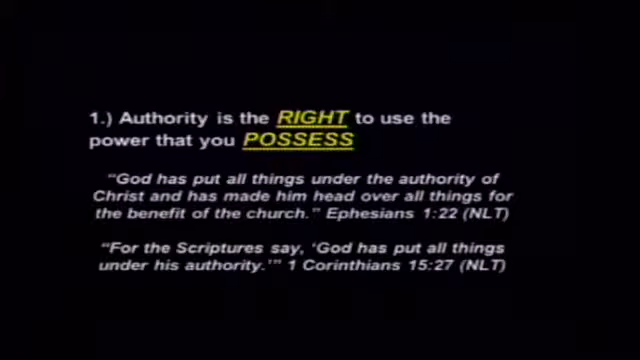 1.) Authority is the RIGHT to use the
power that you POSSESS
“God has put all things under the authority of
Christ and has made him head over all things for
the benefit of the church.” Ephesians 1:22 (NLT)
“For the Scriptures say, ‘God has put all things
under his authority.’” 1 Corinthians 15:27 (NLT)